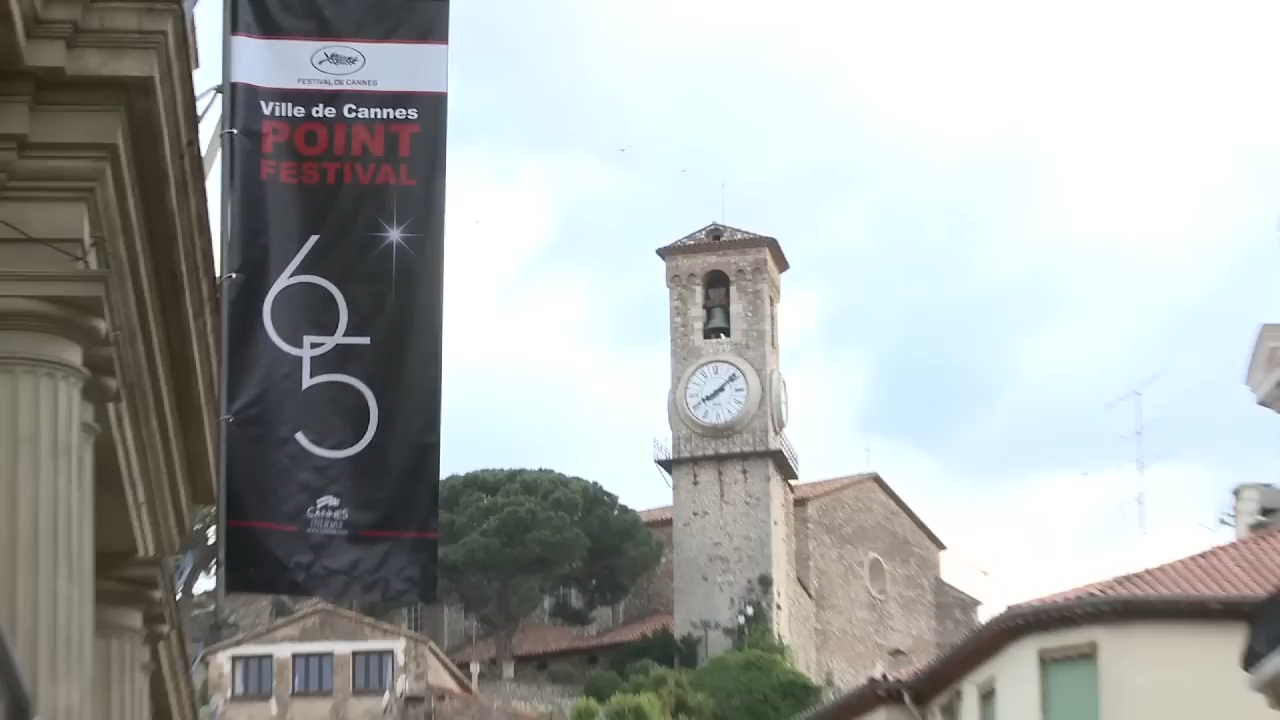 FESTIVAL DE CANNES
Ville de Cannes
POINT
FESTIVAL
65
CANNES